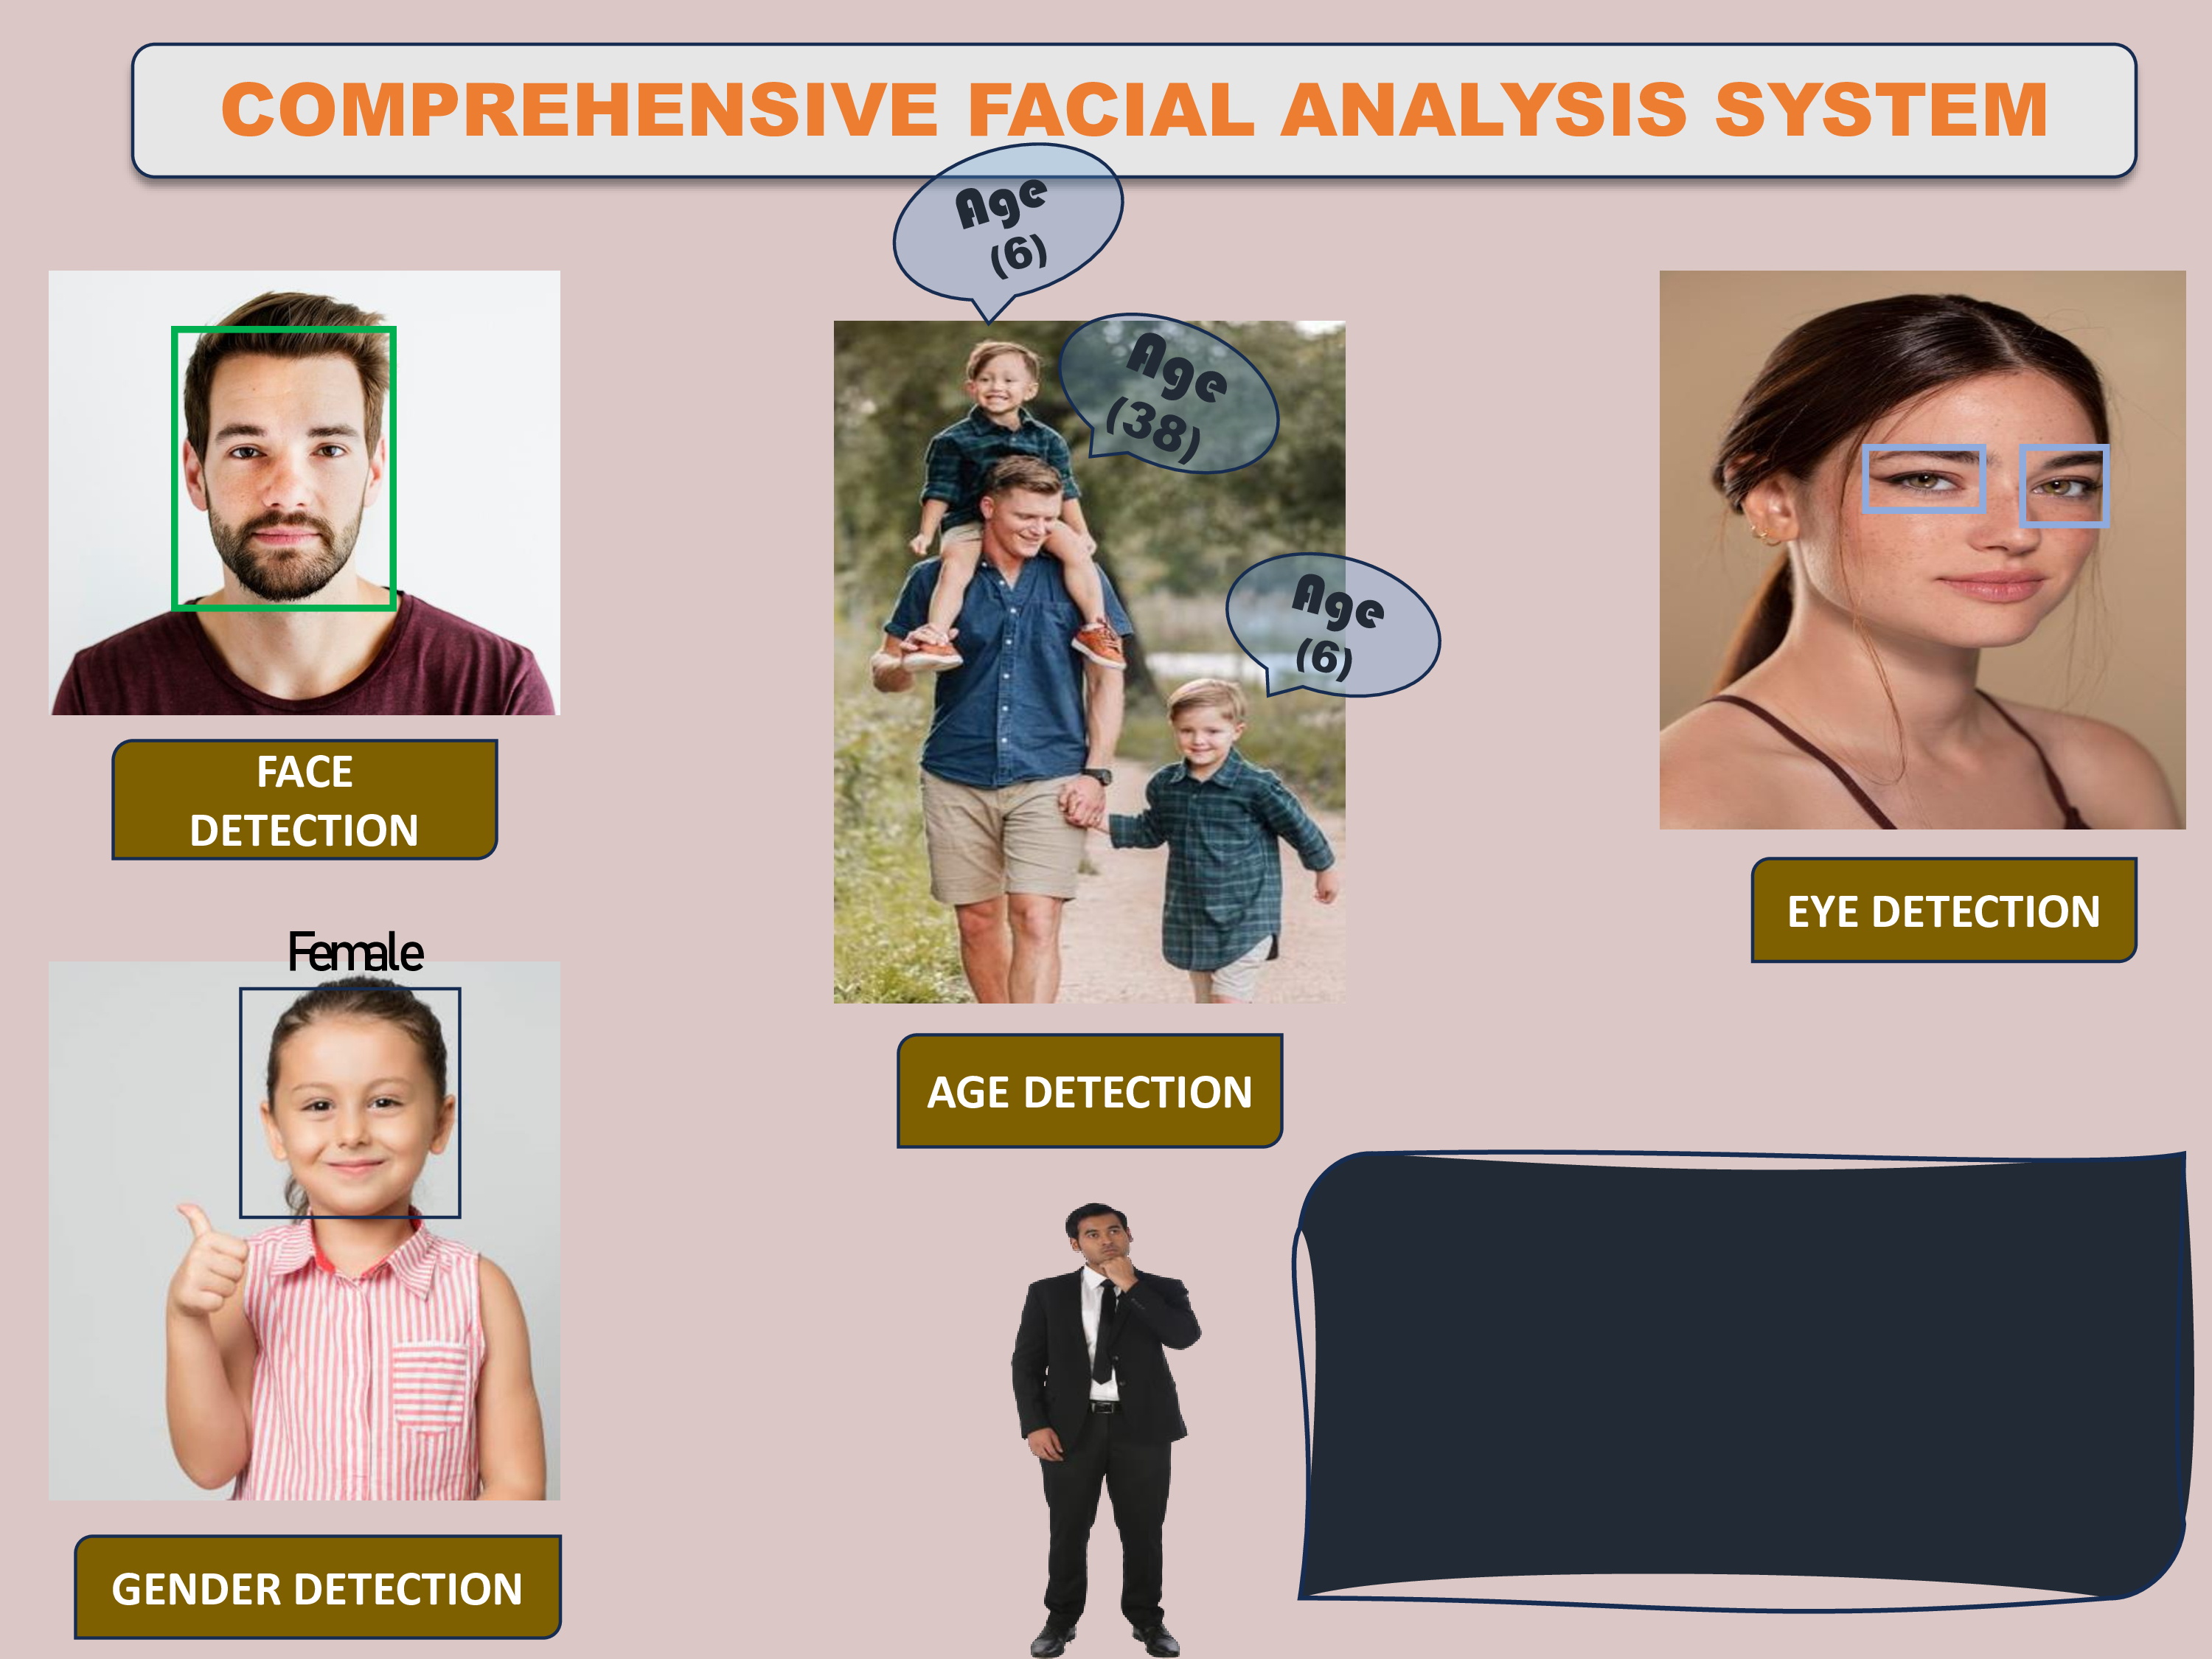 COMPREHENSIVE FACIAL ANALYSIS SYSTEM
Age
(6)
Age
(38)
Age
(6)
FACE
DETECTION
EYE DETECTION
Female
AGE DETECTION
GENDER DETECTION